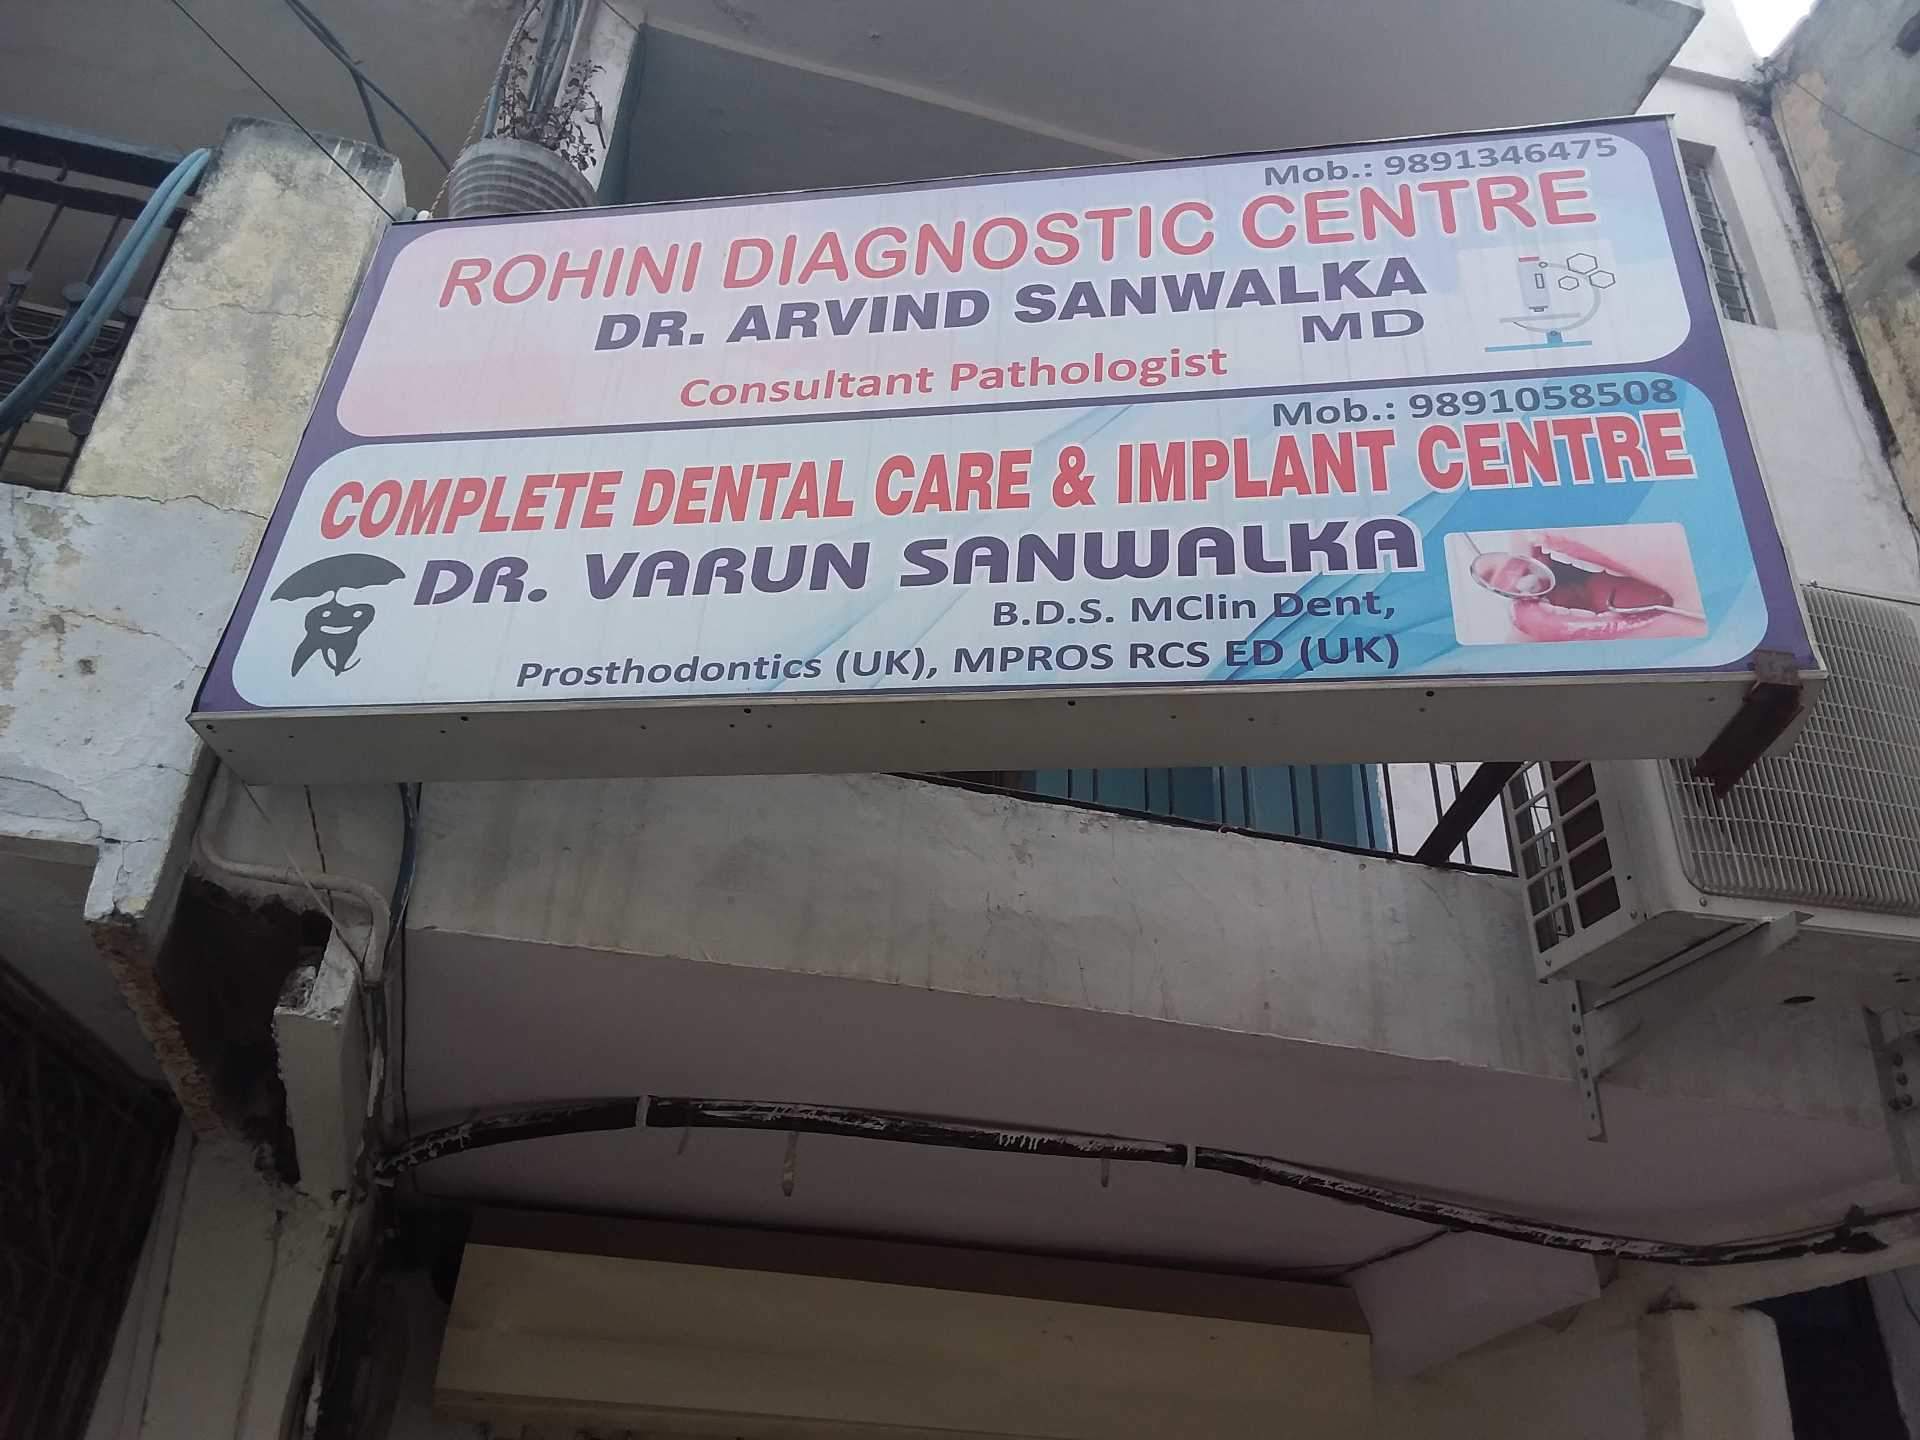 Mob.: 9891346475
ROHINI DIAGNOSTIC CENTRE
DR. ARVIND SANWALKA
MD
Consultant Pathologist
Mob.: 9891058508
COMPLETE DENTAL CARE & IMPLANT CENTRE
DR. VARUN SANWALKA
B.D.S. MClin Dent,
Prosthodontics (UK), MPROS RCS ED (UK)